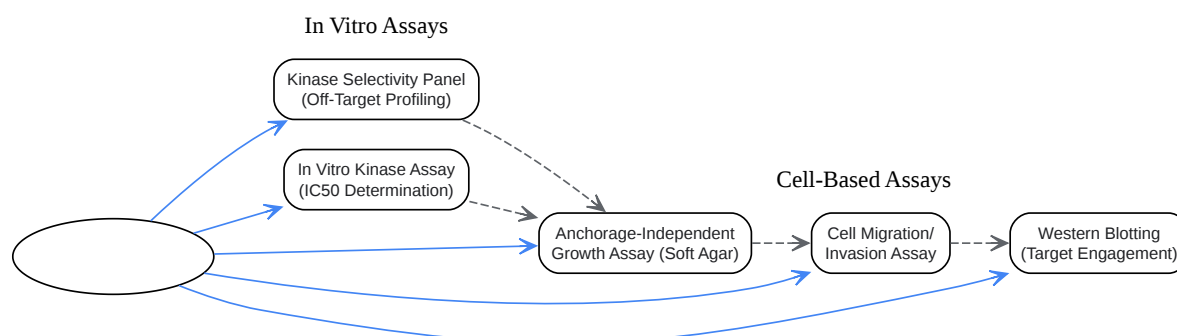 In Vitro Assays
Kinase Selectivity Panel
(Off-Target Profiling)
In Vitro Kinase Assay
(IC50 Determination)
Cell-Based Assays
Anchorage-Independent
Growth Assay (Soft Agar)
Cell Migration/
Invasion Assay
Western Blotting
(Target Engagement)